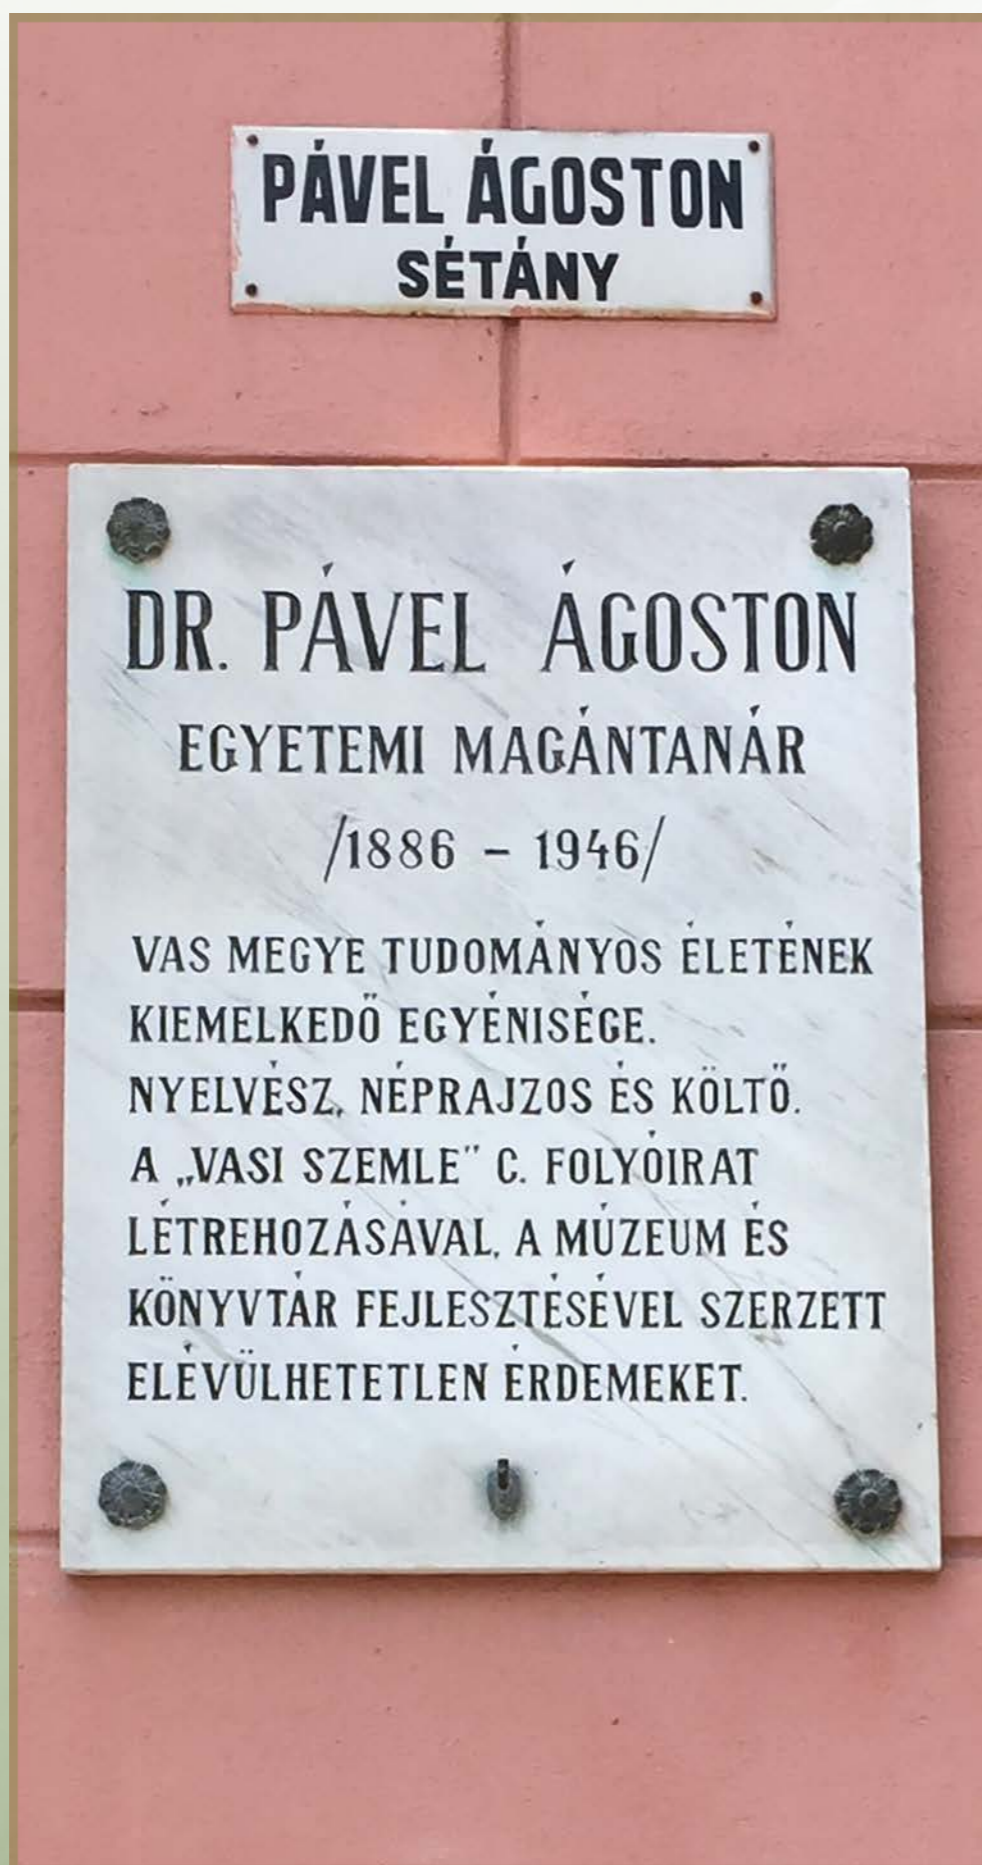 PÁVEL ÁGOSTON
SÉTÁNY
DR. PÁVEL ÁGOSTON
EGYETEMI MAGÁNTANÁR
/1886 - 1946/
VAS MEGYE TUDOMÁNYOS ÉLETÉNEK
KIEMELKEDŐ EGYÉNISÉGE.
NYELVÉSZ, NÉPRAJZOS ÉS KÖLTŐ.
A „VASI SZEMLE" C. FOLYÓIRAT
LÉTREHOZÁSÁVAL, A MÚZEUM ÉS
KÖNYVTÁR FEJLESZTÉSÉVEL SZERZETT
ELÉVÜLHETETLEN ÉRDEMEKET.